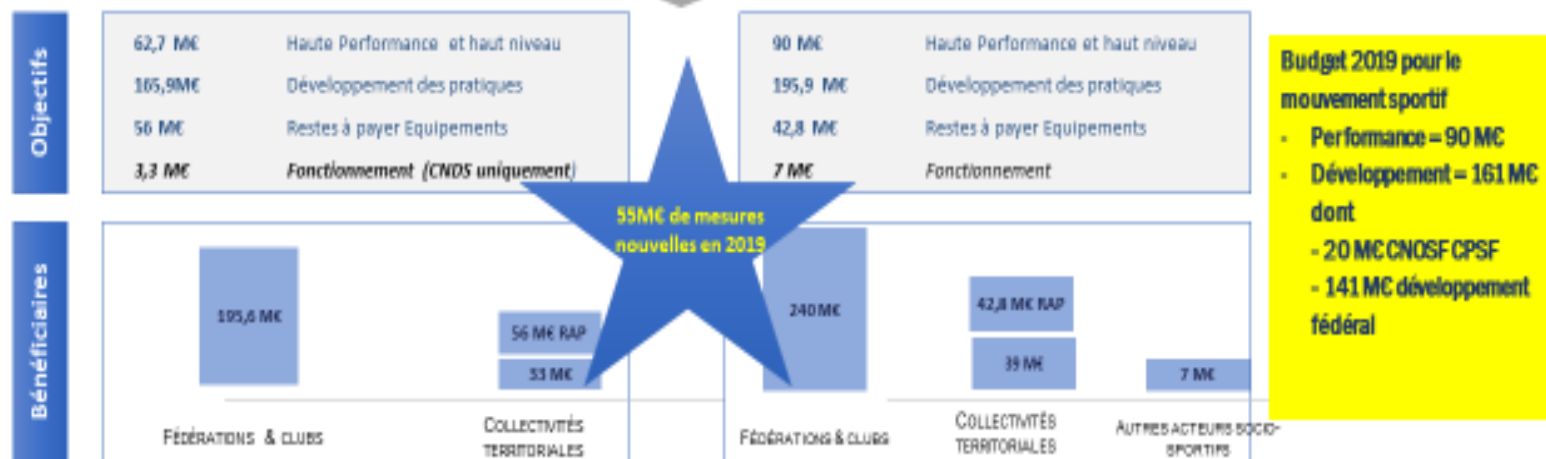 Objectifs
62,7 M€ Haute Performance et haut niveau
165,9M€ Développement des pratiques
56 M€ Restes à payer Equipements
3,3 M€ Fonctionnement (CNDS uniquement)
90 M€ Haute Performance et haut niveau
195,9 M€ Développement des pratiques
42,8 M€ Restes à payer Equipements
7 M€ Fonctionnement
55M€ de mesures
nouvelles en 2019
Budget 2019 pour le
mouvement sportif
- Performance = 90 M€
- Développement = 161 M€
dont
- 20 M€ CNOSF CPSF
- 141 M€ développement
fédéral
Bénéficiaires
195,6 M€
56 M€ RAP
33 M€
FÉDÉRATIONS & CLUBS
COLLECTIVITÉS
TERRITORIALES
240 M€
42,8 M€ RAP
39 M€
7 M€
FÉDÉRATIONS & CLUBS
COLLECTIVITÉS
TERRITORIALES
AUTRES ACTEURS SOCIO-
SPORTIFS